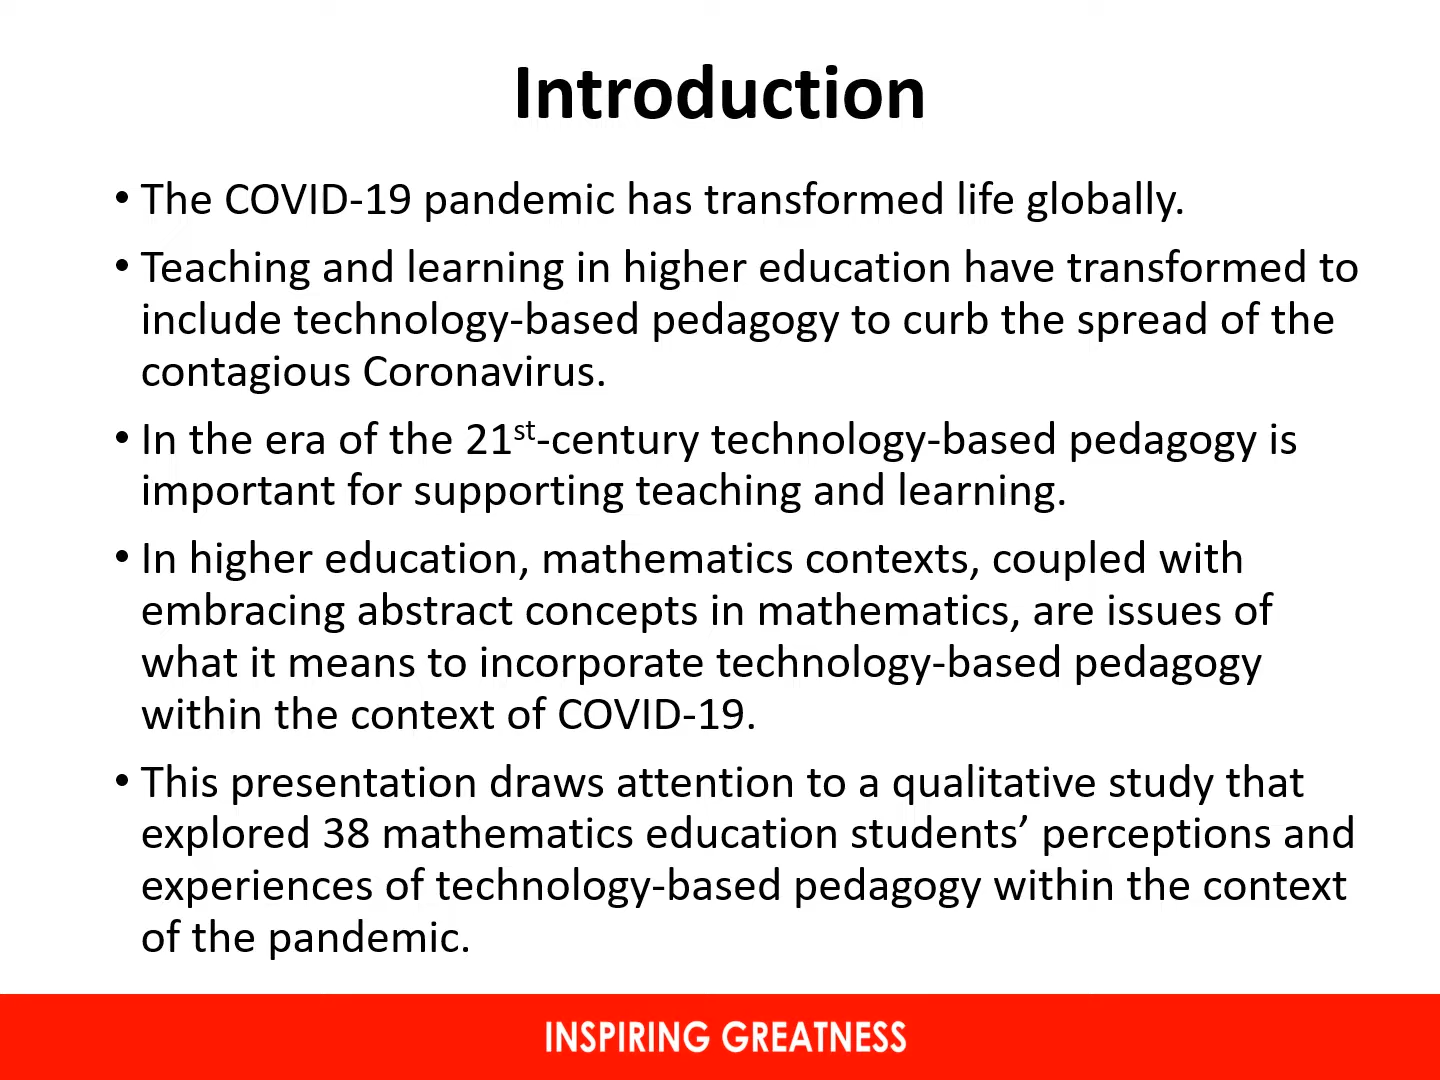 Introduction
• The COVID-19 pandemic has transformed life globally.
• Teaching and learning in higher education have transformed to
include technology-based pedagogy to curb the spread of the
contagious Coronavirus.
• In the era of the 21st-century technology-based pedagogy is
important for supporting teaching and learning.
• In higher education, mathematics contexts, coupled with
embracing abstract concepts in mathematics, are issues of
what it means to incorporate technology-based pedagogy
within the context of COVID-19.
• This presentation draws attention to a qualitative study that
explored 38 mathematics education students’ perceptions and
experiences of technology-based pedagogy within the context
of the pandemic.
INSPIRING GREATNESS